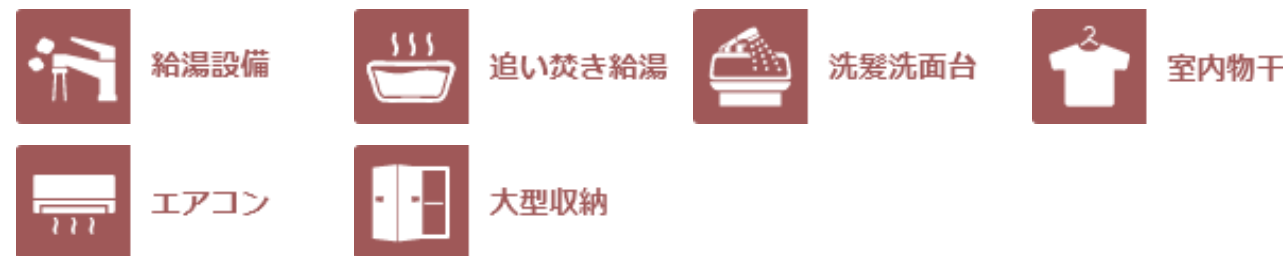 給湯設備
追い焚き給湯
洗髪洗面台
室内物干
エアコン
大型収納